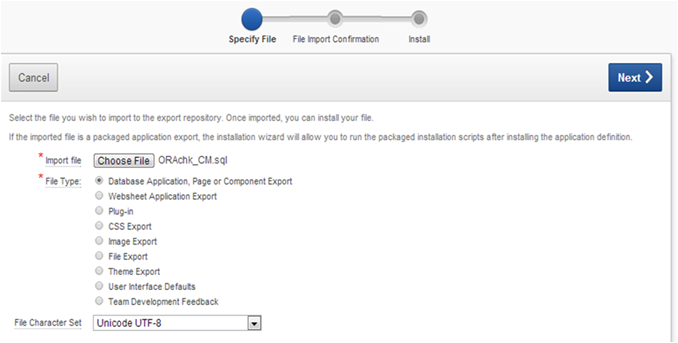 Specify File File Import Confirmation Install
Cancel Next
Select the file you wish to import to the export repository. Once imported, you can install your file.
If the imported file is a packaged application export, the installation wizard will allow you to run the packaged installation scripts after installing the application definition.
* Import file Choose File ORAchk_CM.sql
* File Type: Database Application, Page or Component Export
Websheet Application Export
Plug-in
CSS Export
Image Export
File Export
Theme Export
User Interface Defaults
Team Development Feedback
File Character Set Unicode UTF-8